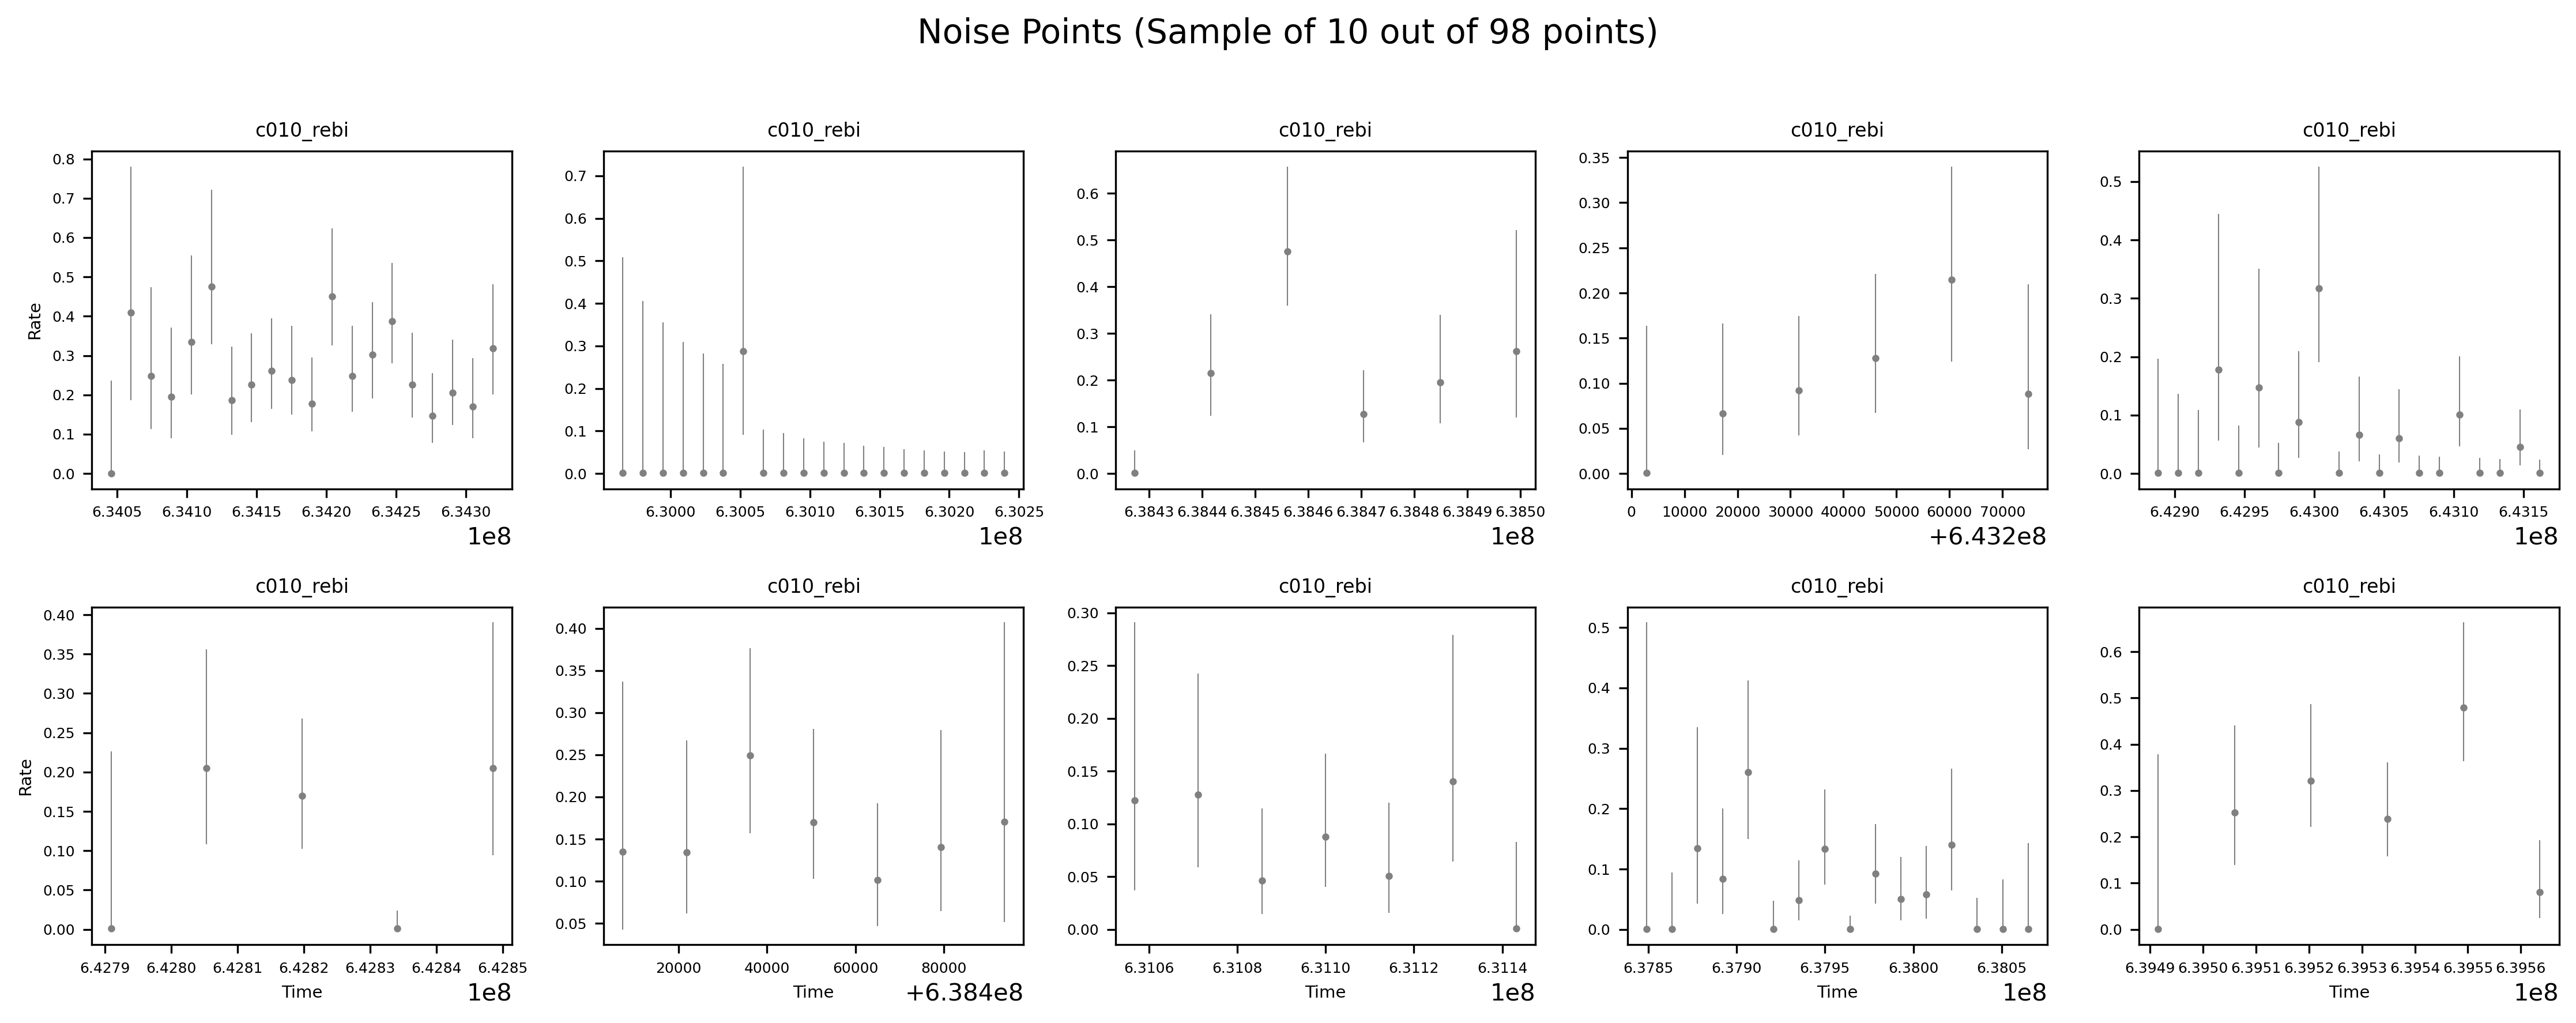 Noise Points (Sample of 10 out of 98 points)
c010_rebi c010_rebi c010_rebi c010_rebi c010_rebi
0.8 0.7 0.6 0.5 0.4 0.3 0.2 0.1 0.0
Rate
6.3405 6.3410 6.3415 6.3420 6.3425 6.3430
1e8
0.7 0.6 0.5 0.4 0.3 0.2 0.1 0.0
6.3000 6.3005 6.3010 6.3015 6.3020 6.3025
1e8
0.6 0.5 0.4 0.3 0.2 0.1 0.0
6.3843 6.3844 6.3845 6.3846 6.3847 6.3848 6.3849 6.3850
1e8
0.35 0.30 0.25 0.20 0.15 0.10 0.05 0.00
0 10000 20000 30000 40000 50000 60000 70000
+6.432e8
0.5 0.4 0.3 0.2 0.1 0.0
6.4290 6.4295 6.4300 6.4305 6.4310 6.4315
1e8
c010_rebi c010_rebi c010_rebi c010_rebi c010_rebi
0.40 0.35 0.30 0.25 0.20 0.15 0.10 0.05 0.00
Rate
6.4279 6.4280 6.4281 6.4282 6.4283 6.4284 6.4285
Time 1e8
0.40 0.35 0.30 0.25 0.20 0.15 0.10 0.05
20000 40000 60000 80000
Time +6.384e8
0.30 0.25 0.20 0.15 0.10 0.05 0.00
6.3106 6.3108 6.3110 6.3112 6.3114
Time 1e8
0.5 0.4 0.3 0.2 0.1 0.0
6.3785 6.3790 6.3795 6.3800 6.3805
Time 1e8
0.6 0.5 0.4 0.3 0.2 0.1 0.0
6.3949 6.3950 6.3951 6.3952 6.3953 6.3954 6.3955 6.3956
Time 1e8